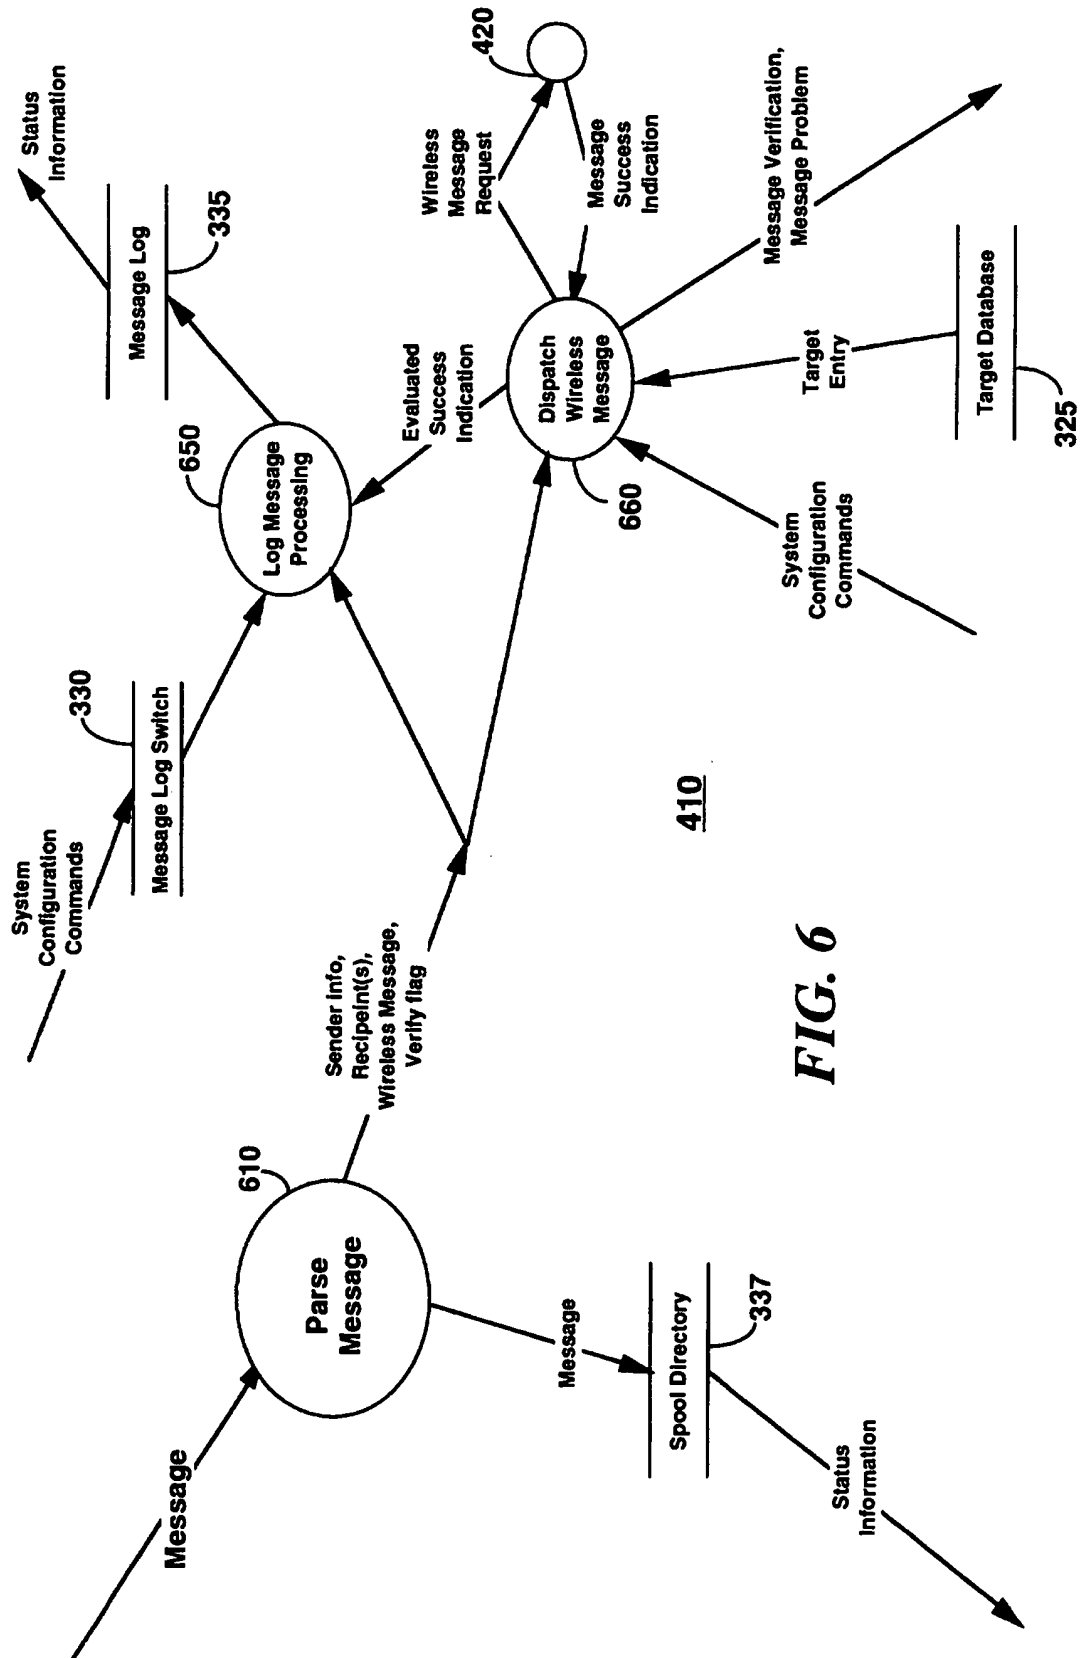 Message
Parse
Message
610
Message
Spool Directory
337
Status
Information
Sender info,
Recipeint(s),
Wireless Message,
Verify flag
System
Configuration
Commands
330
Message Log Switch
Log Message
Processing
650
Message Log
335
Status
Information
Evaluated
Success
Indication
Dispatch
Wireless
Message
660
Wireless
Message
Request
420
Message
Success
Indication
Message Verification,
Message Problem
Target
Entry
Target Database
325
System
Configuration
Commands
410
FIG. 6